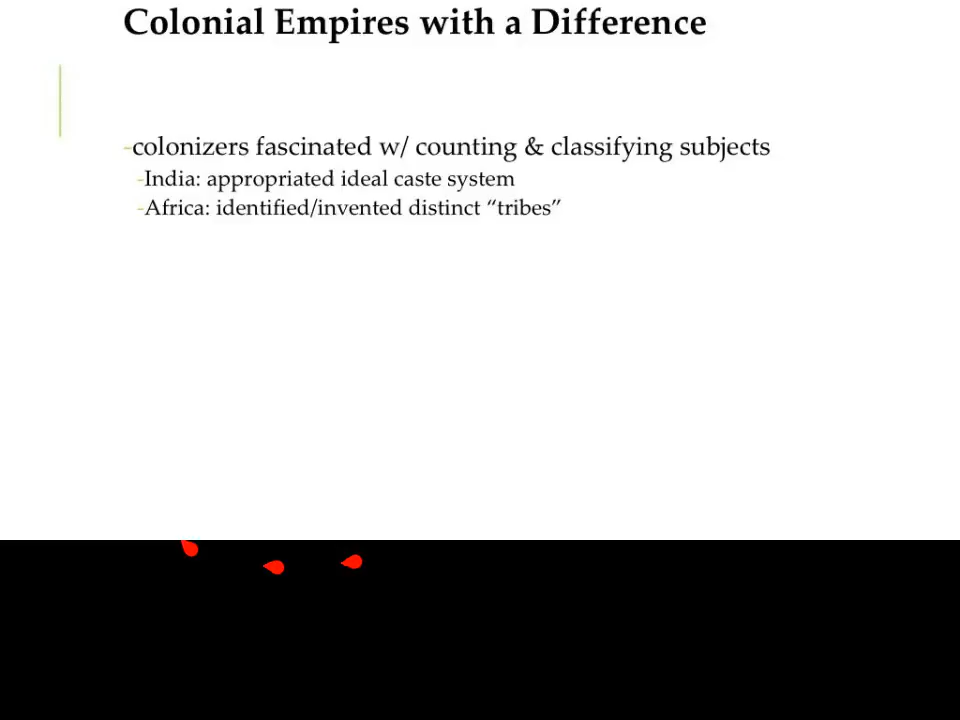 Colonial Empires with a Difference
-colonizers fascinated w/ counting & classifying subjects
-India: appropriated ideal caste system
-Africa: identified/invented distinct “tribes”